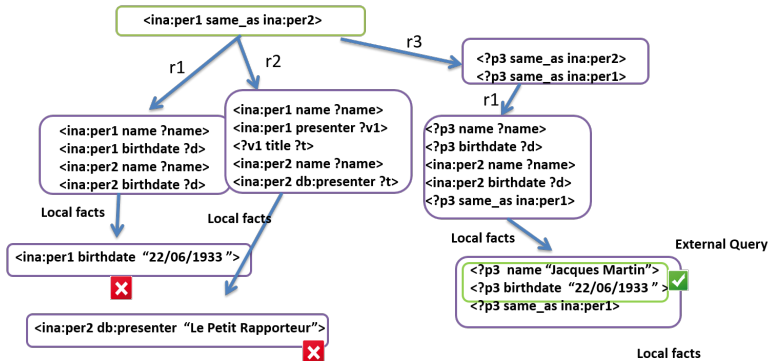 <ina:per1 same_as ina:per2>
r1
r2
r3
<?p3 same_as ina:per2>
<?p3 same_as ina:per1>
r1
<ina:per1 name ?name>
<ina:per1 birthdate ?d>
<ina:per2 name ?name>
<ina:per2 birthdate ?d>
<ina:per1 name ?name>
<ina:per1 presenter ?v1>
<?v1 title ?t>
<ina:per2 name ?name>
<ina:per2 db:presenter ?t>
<?p3 name ?name>
<?p3 birthdate ?d>
<ina:per2 name ?name>
<ina:per2 birthdate ?d>
<?p3 same_as ina:per1>
Local facts
Local facts
Local facts
External Query
<ina:per1 birthdate “22/06/1933 ”>
<?p3 name “Jacques Martin”>
<?p3 birthdate “22/06/1933 ” >
<?p3 same_as ina:per1>
<ina:per2 db:presenter “Le Petit Rapporteur”>
Local facts